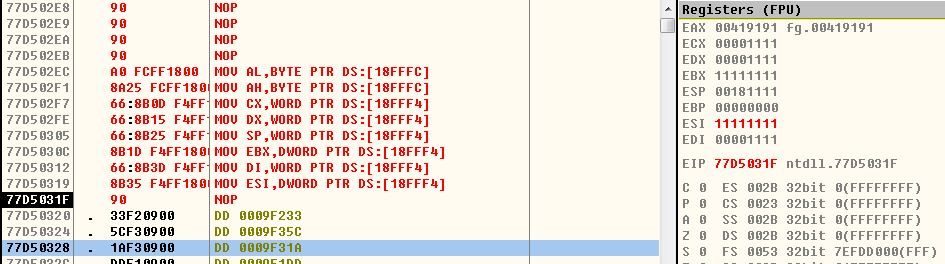 77D502E8 90 NOP
77D502E9 90 NOP
77D502EA 90 NOP
77D502EB 90 NOP
77D502EC A0 FCFF1800 MOV AL,BYTE PTR DS:[18FFFC]
77D502F1 8A25 FCFF180 MOV AH,BYTE PTR DS:[18FFFC]
77D502F7 66:8B0D F4FF MOV CX,WORD PTR DS:[18FFF4]
77D502FE 66:8B15 F4FF MOV DX,WORD PTR DS:[18FFF4]
77D50305 66:8B25 F4FF MOV SP,WORD PTR DS:[18FFF4]
77D5030C 8B1D F4FF180 MOV EBX,DWORD PTR DS:[18FFF4]
77D50312 66:8B3D F4FF MOV DI,WORD PTR DS:[18FFF4]
77D50319 8B35 F4FF180 MOV ESI,DWORD PTR DS:[18FFF4]
77D5031F 90 NOP
77D50320 . 33F20900 DD 0009F233
77D50324 . 5CF30900 DD 0009F35C
77D50328 . 1AF30900 DD 0009F31A
Registers (FPU)
EAX 00419191 fg.00419191
ECX 00001111
EDX 00001111
EBX 11111111
ESP 00181111
EBP 00000000
ESI 11111111
EDI 00001111
EIP 77D5031F ntdll.77D5031F
C 0 ES 002B 32bit 0(FFFFFFFF)
P 0 CS 0023 32bit 0(FFFFFFFF)
A 0 SS 002B 32bit 0(FFFFFFFF)
Z 0 DS 002B 32bit 0(FFFFFFFF)
S 0 FS 0053 32bit 7EFDD000(FFF)